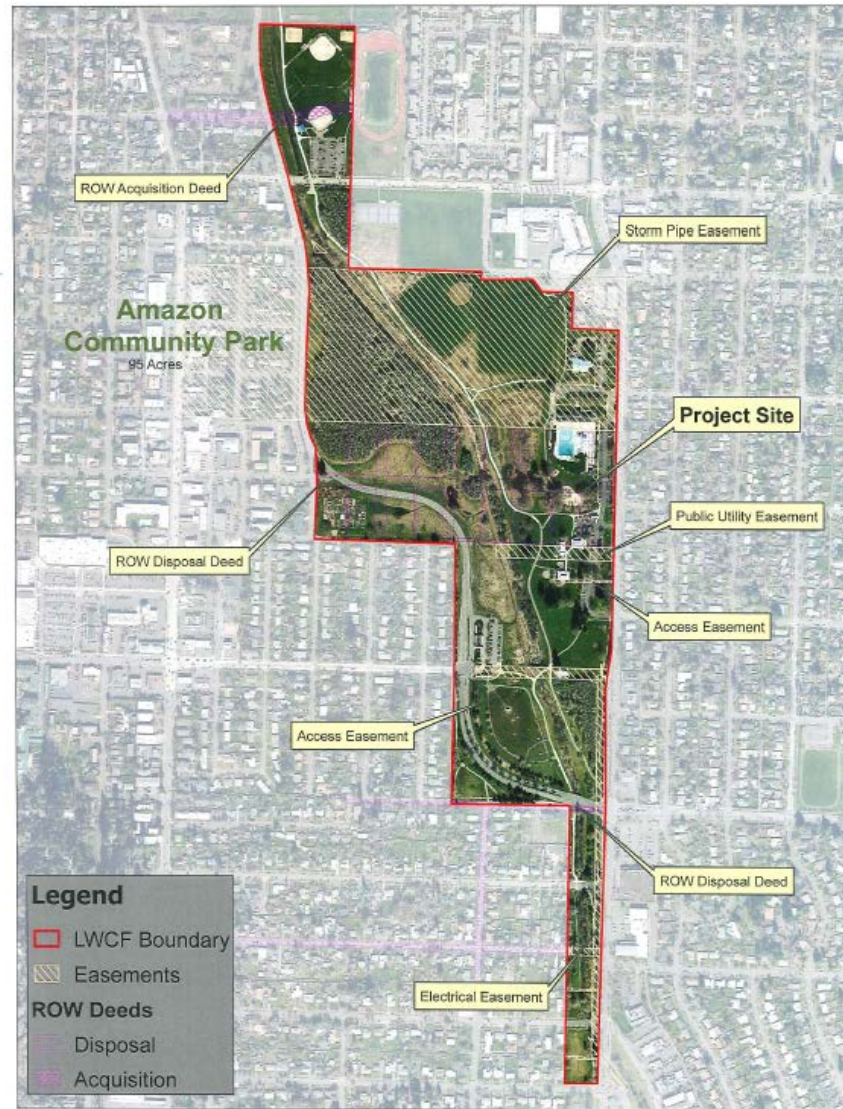 ROW Acquisition Deed
Storm Pipe Easement
Amazon
Community Park
95 Acres
Project Site
Public Utility Easement
ROW Disposal Deed
Access Easement
Access Easement
ROW Disposal Deed
Electrical Easement
Legend
LWCF Boundary
Easements
ROW Deeds
Disposal
Acquisition